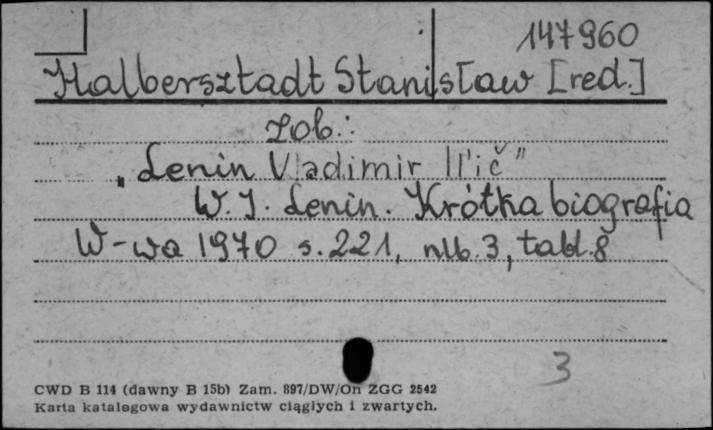 147960
Halbersztadt Stanisław [red.]
Zob.:
„Lenin Vladimir Il'ič"
W. I. Lenin. Krótka biografia
W-wa 1970 s. 221, nlb. 3, tabl. 8
3
CWD B 114 (dawny B 15b) Zam. 897/DW/On ZGG 2542
Karta katalogowa wydawnictw ciągłych i zwartych.